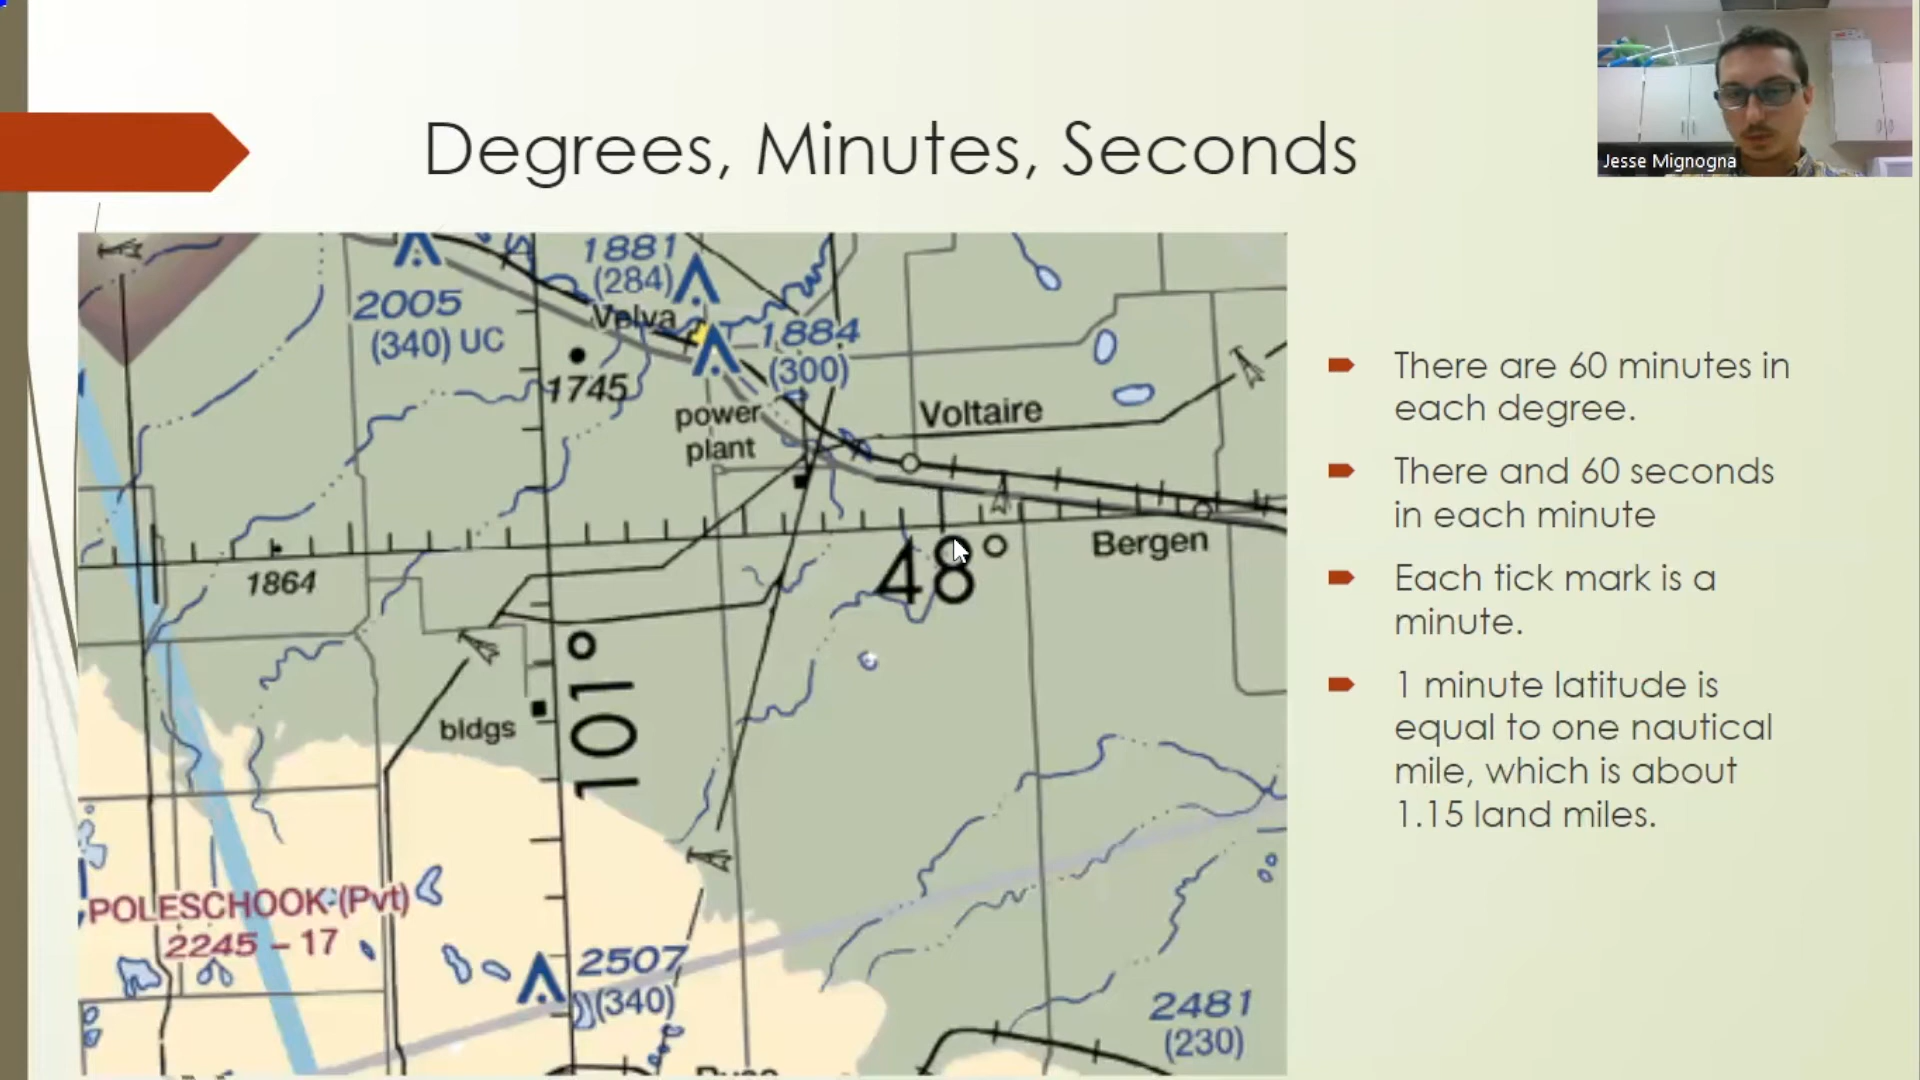 Jesse Mignogna
Degrees, Minutes, Seconds
1881
(284)
2005
(340) UC
Velva
1884
(300)
1745
power
plant
Voltaire
48°
Bergen
1864
101°
bldgs
POLESCHOOK (Pvt)
2245 - 17
2507
(340)
2481
(230)
There are 60 minutes in
each degree.
There and 60 seconds
in each minute
Each tick mark is a
minute.
1 minute latitude is
equal to one nautical
mile, which is about
1.15 land miles.